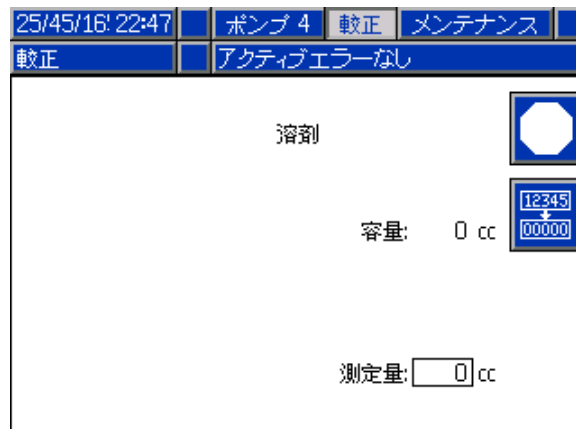 25/45/16 22:47 ポンプ 4 較正 メンテナンス
較正 アクティブエラーなし
溶剤
容量: 0 cc
12345
00000
測定量: 0 cc